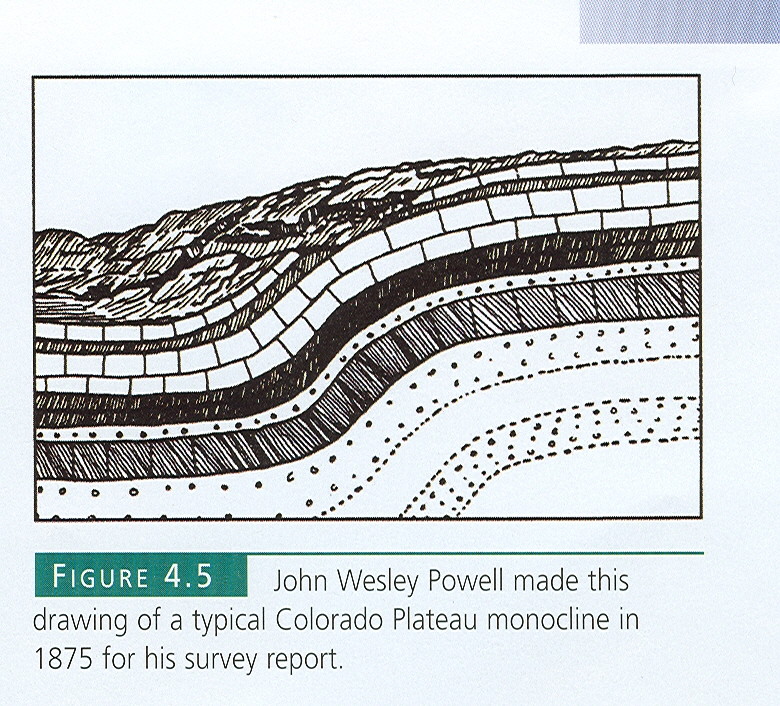 FIGURE 4.5 John Wesley Powell made this
drawing of a typical Colorado Plateau monocline in
1875 for his survey report.